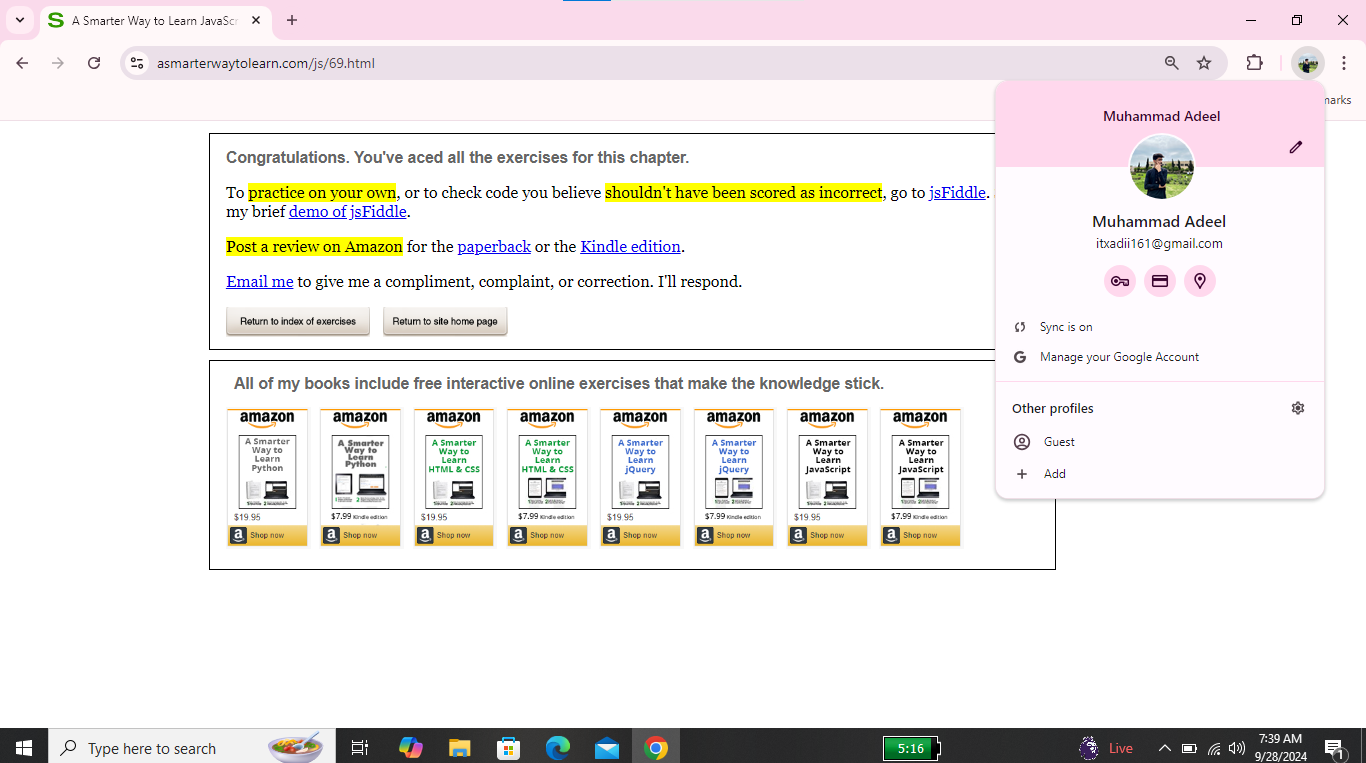 A Smarter Way to Learn JavaScr
asmarterwaytolearn.com/js/69.html
marks
Congratulations. You've aced all the exercises for this chapter.
To practice on your own, or to check code you believe shouldn't have been scored as incorrect, go to jsFiddle.
my brief demo of jsFiddle.
Post a review on Amazon for the paperback or the Kindle edition.
Email me to give me a compliment, complaint, or correction. I'll respond.
Return to index of exercises
Return to site home page
Muhammad Adeel
Muhammad Adeel
itxadii161@gmail.com
Sync is on
Manage your Google Account
Other profiles
Guest
Add
All of my books include free interactive online exercises that make the knowledge stick.
amazon
A Smarter
Way to
Learn
Python
$19.95
Shop now
amazon
A Smarter
Way to
Learn
Python
$7.99 Kindle edition
Shop now
amazon
A Smarter
Way to
Learn
HTML & CSS
$19.95
Shop now
amazon
A Smarter
Way to
Learn
HTML & CSS
$7.99 Kindle edition
Shop now
amazon
A Smarter
Way to
Learn
jQuery
$19.95
Shop now
amazon
A Smarter
Way to
Learn
jQuery
$7.99 Kindle edition
Shop now
amazon
A Smarter
Way to
Learn
JavaScript
$19.95
Shop now
amazon
A Smarter
Way to
Learn
JavaScript
$7.99 Kindle edition
Shop now
Type here to search
5:16
Live
7:39 AM
9/28/2024
1